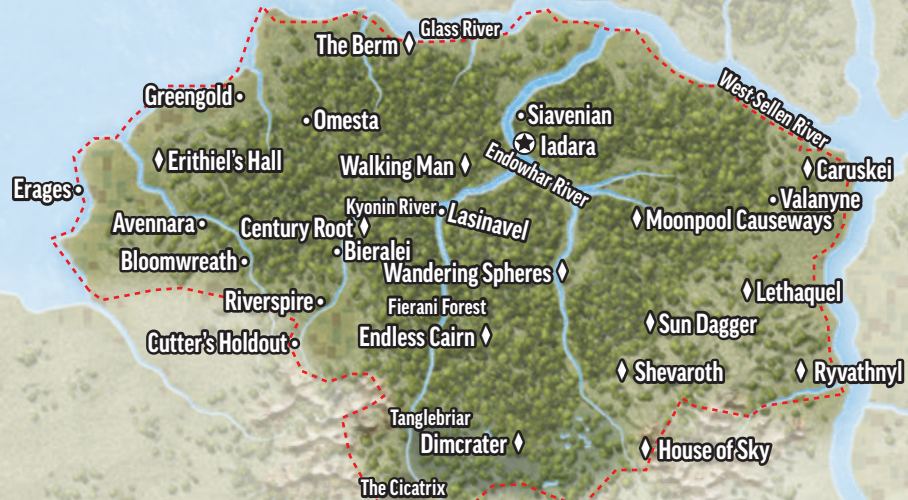 Glass River
The Berm
West Sellen River
Greengold
Omesta
Siavenian
Iadara
Erithiel's Hall
Walking Man
Endowhar River
Caruskei
Erages
Valanyne
Kyonin River
Lasinavel
Avennara
Century Root
Moonpool Causeways
Bieralei
Bloomwreath
Wandering Spheres
Lethaquel
Riverspire
Fierani Forest
Sun Dagger
Cutter's Holdout
Endless Cairn
Shevaroth
Ryvathnyl
Tanglebriar
Dimcrater
House of Sky
The Cicatrix